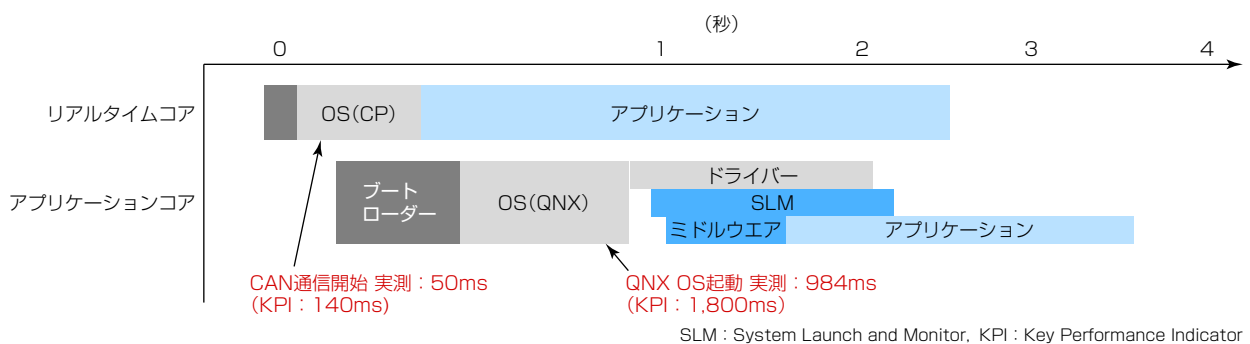 （秒）
0 1 2 3 4
リアルタイムコア
OS（CP）
アプリケーション
ドライバー
アプリケーションコア
ブート
ローダー
OS（QNX）
SLM
ミドルウエア
アプリケーション
CAN通信開始 実測：50ms
（KPI：140ms）
QNX OS起動 実測：984ms
（KPI：1,800ms）
SLM：System Launch and Monitor, KPI：Key Performance Indicator